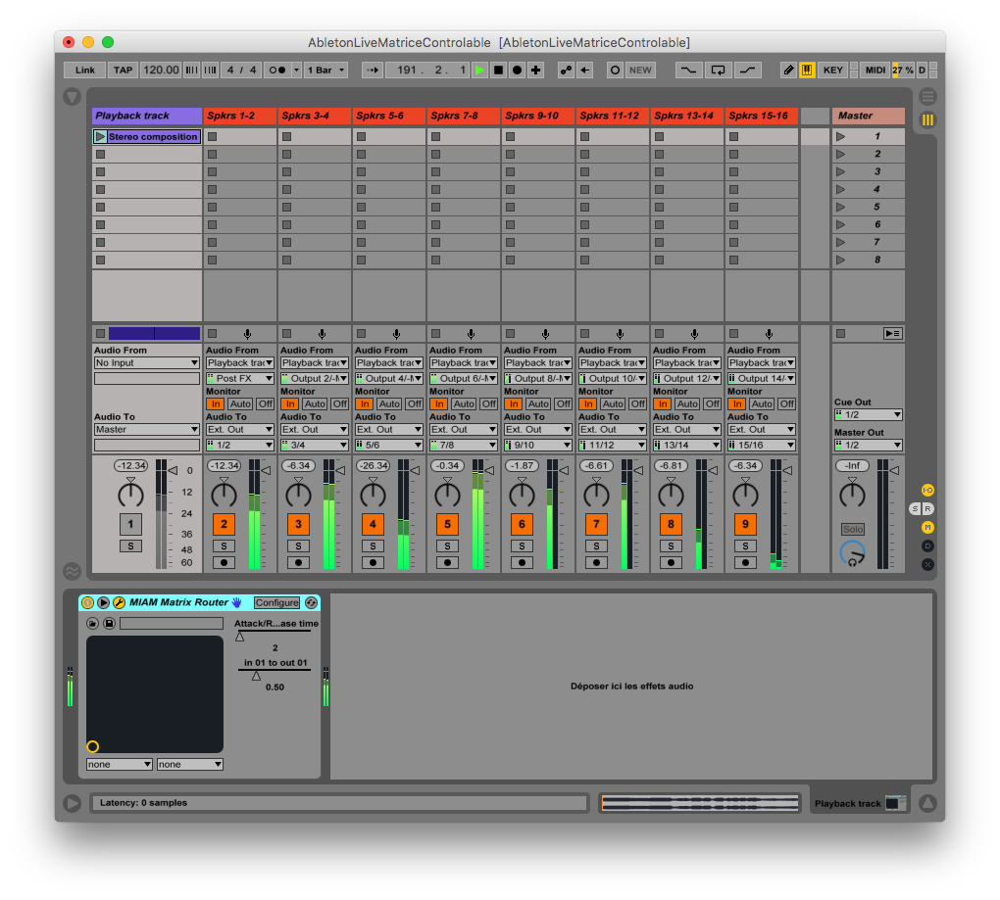 AbletonLiveMatriceControlable [AbletonLiveMatriceControlable]
Link TAP 120.00 4 / 4 1 Bar 191 . 2 . 1 NEW KEY MIDI 27 % D
Playback track Spkrs 1-2 Spkrs 3-4 Spkrs 5-6 Spkrs 7-8 Spkrs 9-10 Spkrs 11-12 Spkrs 13-14 Spkrs 15-16 Master
Stereo composition 1
2
3
4
5
6
7
8
Audio From Audio From Audio From Audio From Audio From Audio From Audio From Audio From Audio From
No Input Playback trac Playback trac Playback trac Playback trac Playback trac Playback trac Playback trac Playback trac
Post FX Output 2/-M Output 4/-M Output 6/-M Output 8/-M Output 10/- Output 12/- Output 14/-
Monitor Monitor Monitor Monitor Monitor Monitor Monitor Monitor
In Auto Off In Auto Off In Auto Off In Auto Off In Auto Off In Auto Off In Auto Off In Auto Off
Cue Out
Audio To Audio To Audio To Audio To Audio To Audio To Audio To Audio To Audio To
1/2
Master Ext. Out Ext. Out Ext. Out Ext. Out Ext. Out Ext. Out Ext. Out Ext. Out
Master Out
1/2 3/4 5/6 7/8 9/10 11/12 13/14 15/16 1/2
-12.34 -12.34 -6.34 -26.34 -0.34 -1.87 -6.61 -6.81 -6.34 -Inf
0
12
24
36
48
60
1 2 3 4 5 6 7 8 9 Solo
S S S S S S S S S
I·O
S R
M
D
X
MIAM Matrix Router Configure
Attack/R...ase time
2
in 01 to out 01
0.50
none none
Déposer ici les effets audio
Latency: 0 samples
Playback track